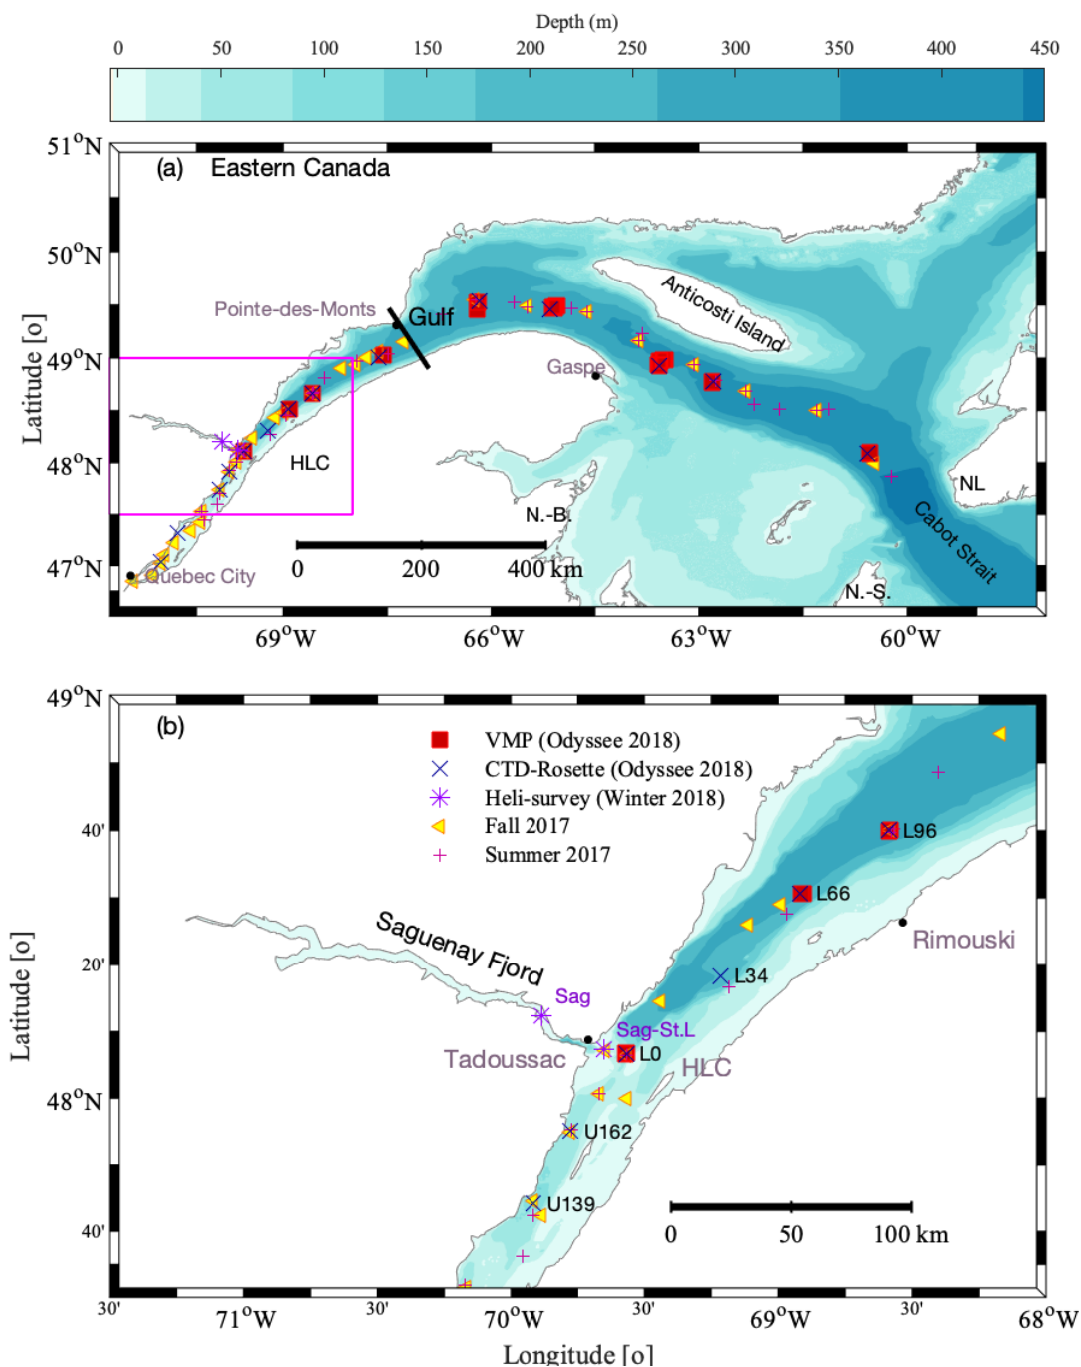 Depth (m)
0 50 100 150 200 250 300 350 400 450
51°N
(a) Eastern Canada
50°N
Pointe-des-Monts
Gulf
Anticosti Island
49°N
Gaspe
Latitude [o]
HLC
48°N
NL
N.-B.
Cabot Strait
47°N
Quebec City
0 200 400 km
N.-S.
69°W 66°W 63°W 60°W
49°N
(b)
VMP (Odyssee 2018)
CTD-Rosette (Odyssee 2018)
Heli-survey (Winter 2018)
Fall 2017
Summer 2017
40'
L96
L66
Saguenay Fjord
Rimouski
20'
L34
Latitude [o]
Sag
Sag-St.L
Tadoussac
L0
HLC
48°N
U162
U139
40'
0 50 100 km
30' 71°W 30' 70°W 30' 69°W 30' 68°W
Longitude [o]